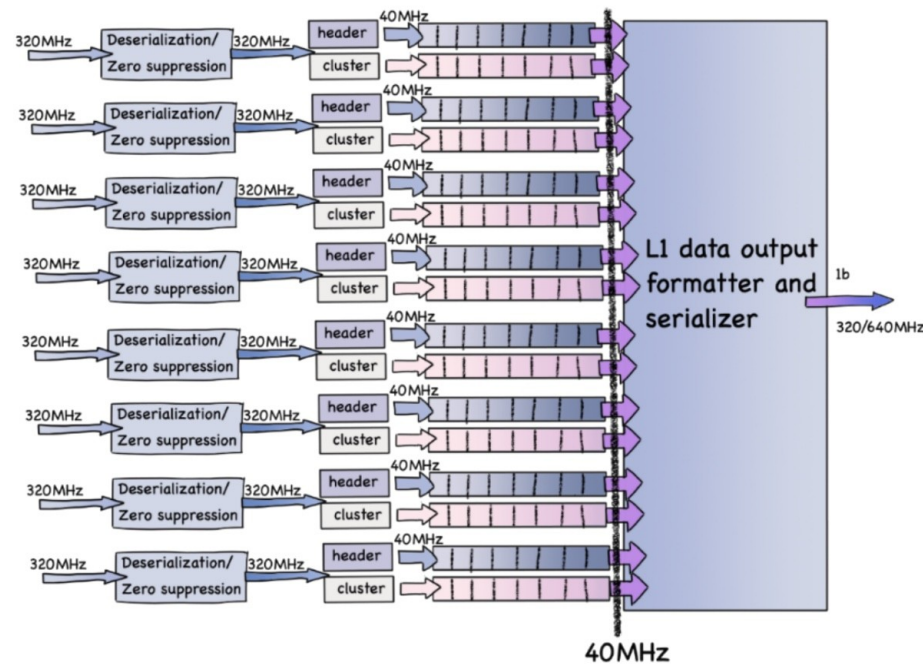 320MHz
Deserialization/
Zero suppression
320MHz
header
cluster
40MHz
320MHz
Deserialization/
Zero suppression
320MHz
header
cluster
40MHz
320MHz
Deserialization/
Zero suppression
320MHz
header
cluster
40MHz
320MHz
Deserialization/
Zero suppression
320MHz
header
cluster
40MHz
320MHz
Deserialization/
Zero suppression
320MHz
header
cluster
40MHz
320MHz
Deserialization/
Zero suppression
320MHz
header
cluster
40MHz
320MHz
Deserialization/
Zero suppression
320MHz
header
cluster
40MHz
320MHz
Deserialization/
Zero suppression
320MHz
header
cluster
40MHz
L1 data output
formatter and
serializer
1b
320/640MHz
40MHz